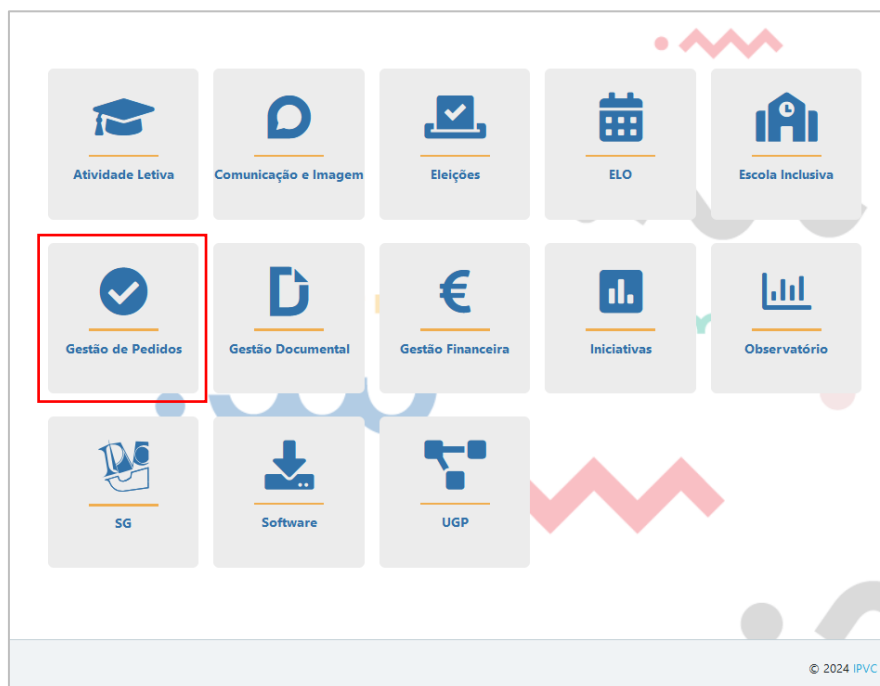 Atividade Letiva
Comunicação e Imagem
Eleições
ELO
Escola Inclusiva
Gestão de Pedidos
Gestão Documental
Gestão Financeira
Iniciativas
Observatório
SG
Software
UGP
© 2024 IPVC